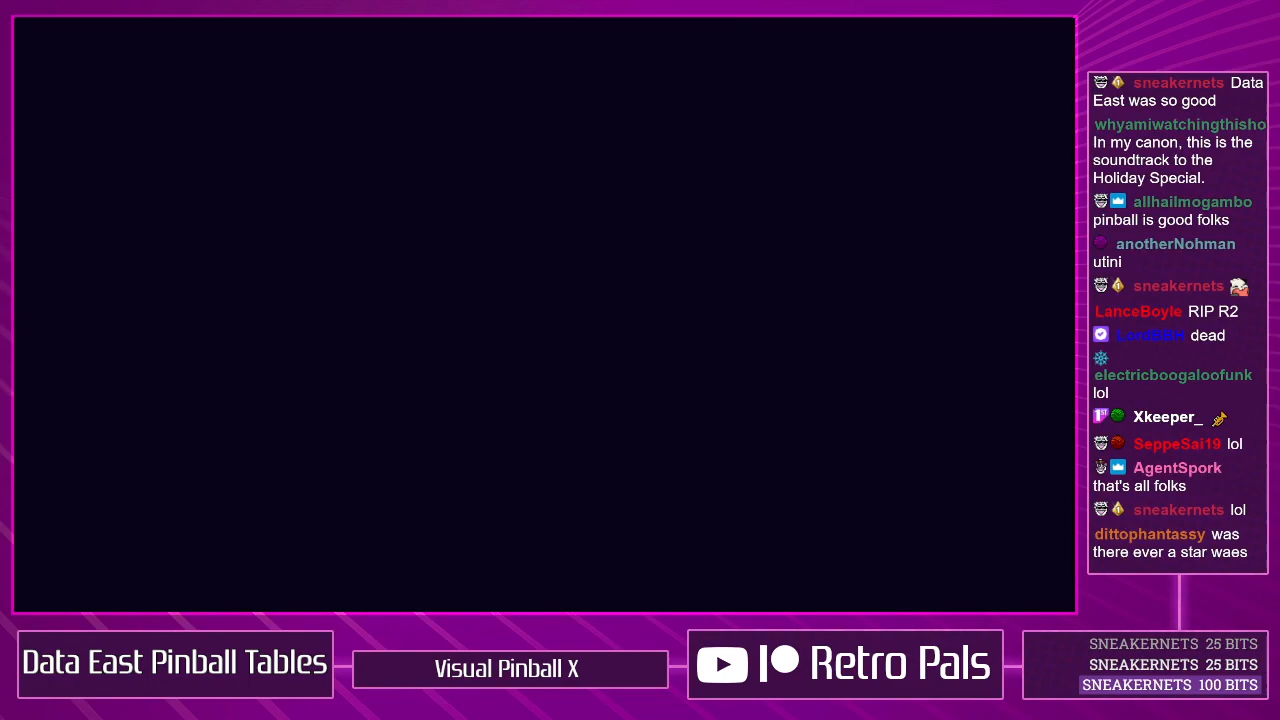 sneakernets Data
East was so good
whyamiwatchingthisho
In my canon, this is the
soundtrack to the
Holiday Special.
allhailmogambo
pinball is good folks
anotherNohman
utini
sneakernets
LanceBoyle RIP R2
LordBBH dead
electricboogaloofunk
lol
1ST Xkeeper_
SeppeSai19 lol
AgentSpork
that's all folks
sneakernets lol
dittophantassy was
there ever a star waes
Data East Pinball Tables
Visual Pinball X
Retro Pals
SNEAKERNETS 25 BITS
SNEAKERNETS 25 BITS
SNEAKERNETS 100 BITS